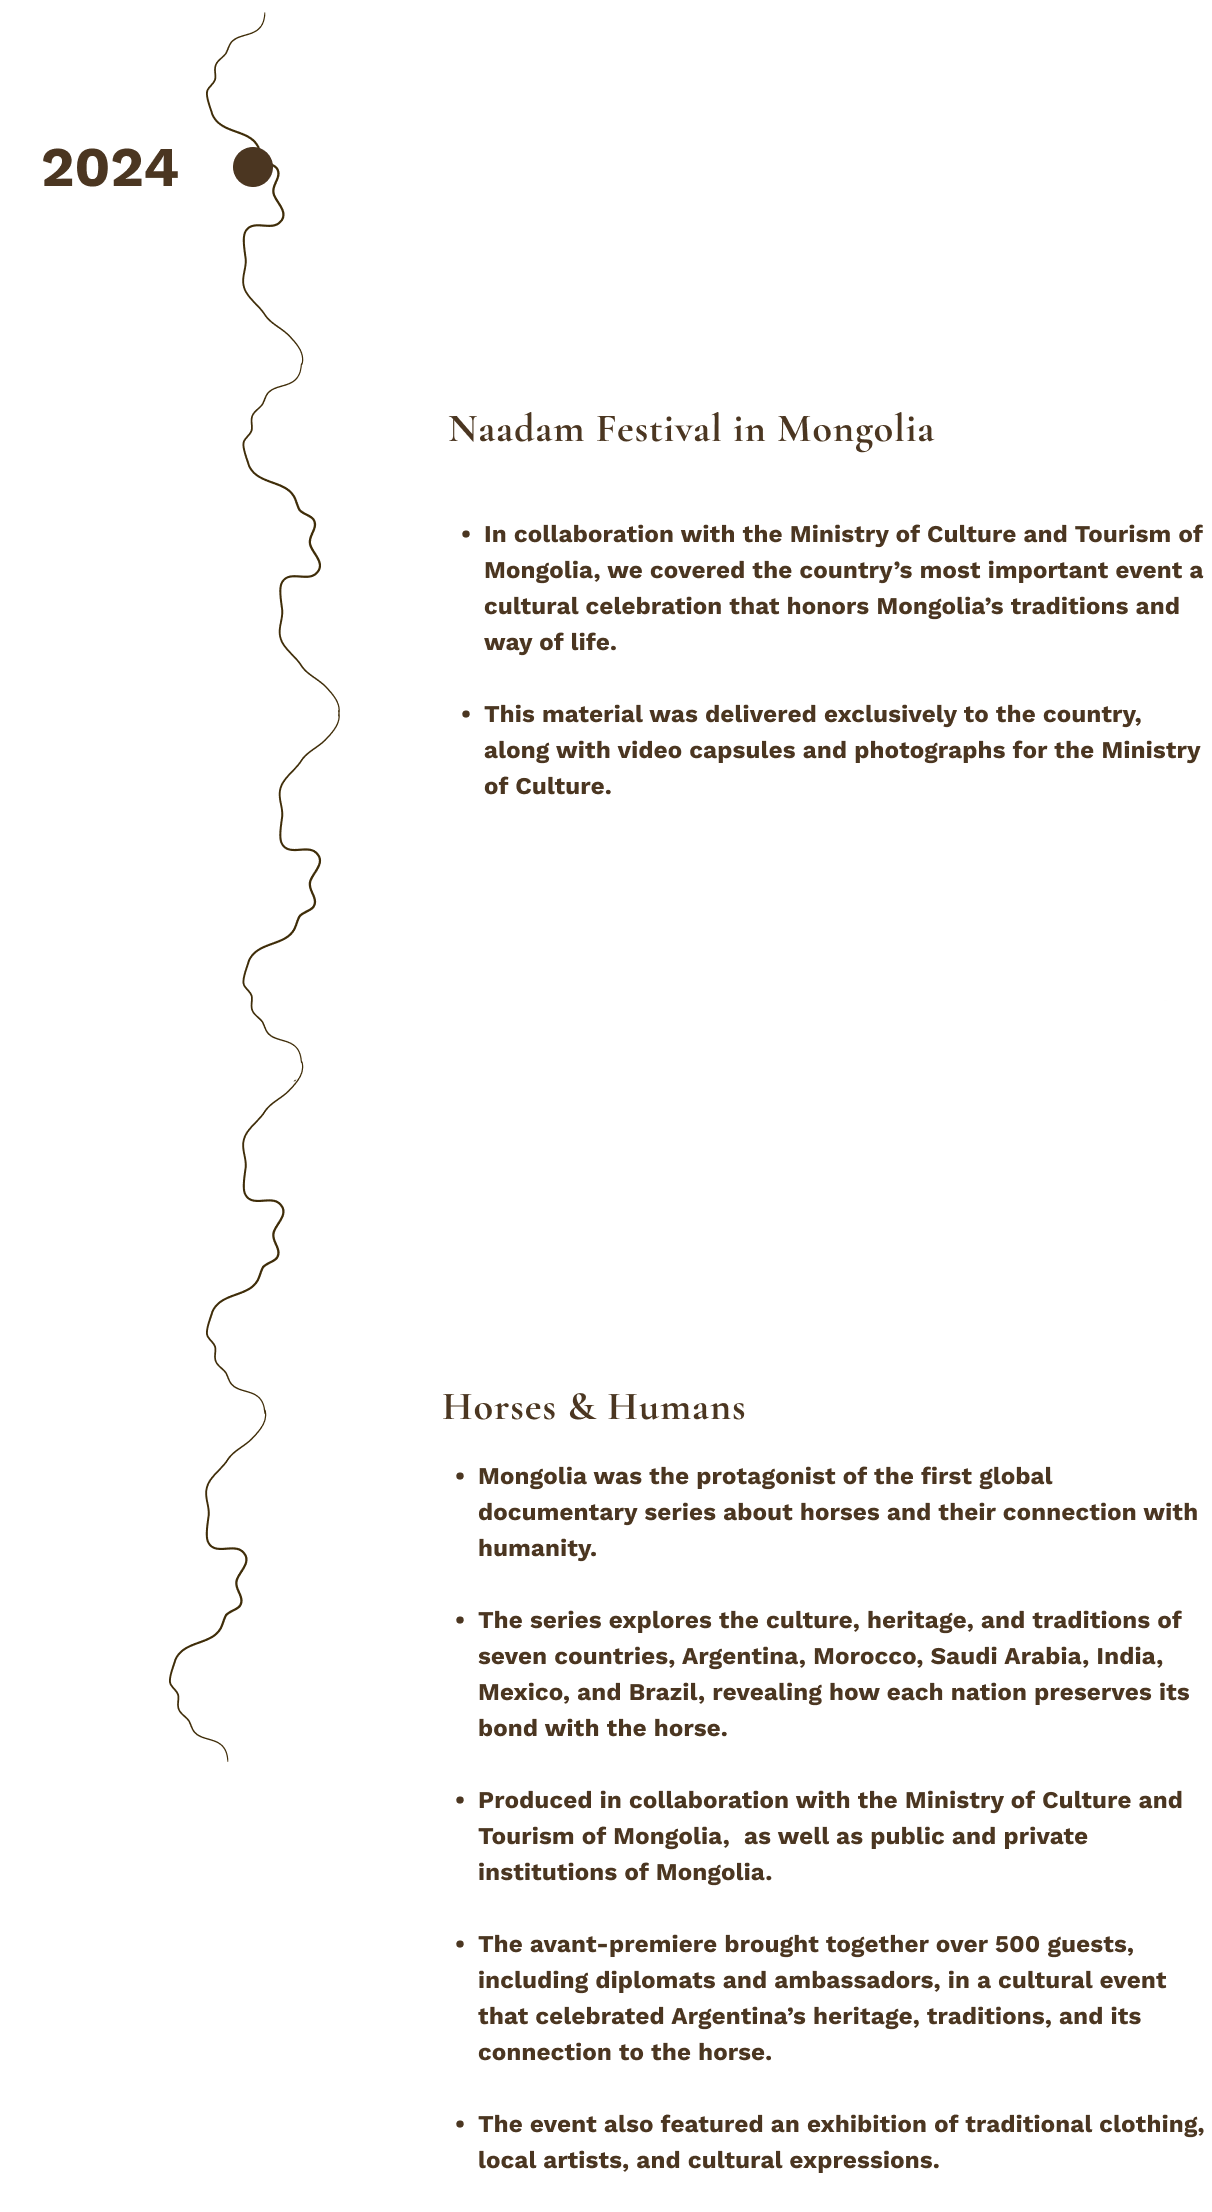 2024
Naadam Festival in Mongolia
• In collaboration with the Ministry of Culture and Tourism of
Mongolia, we covered the country’s most important event a
cultural celebration that honors Mongolia’s traditions and
way of life.
• This material was delivered exclusively to the country,
along with video capsules and photographs for the Ministry
of Culture.
Horses & Humans
• Mongolia was the protagonist of the first global
documentary series about horses and their connection with
humanity.
• The series explores the culture, heritage, and traditions of
seven countries, Argentina, Morocco, Saudi Arabia, India,
Mexico, and Brazil, revealing how each nation preserves its
bond with the horse.
• Produced in collaboration with the Ministry of Culture and
Tourism of Mongolia,  as well as public and private
institutions of Mongolia.
• The avant-premiere brought together over 500 guests,
including diplomats and ambassadors, in a cultural event
that celebrated Argentina’s heritage, traditions, and its
connection to the horse.
• The event also featured an exhibition of traditional clothing,
local artists, and cultural expressions.